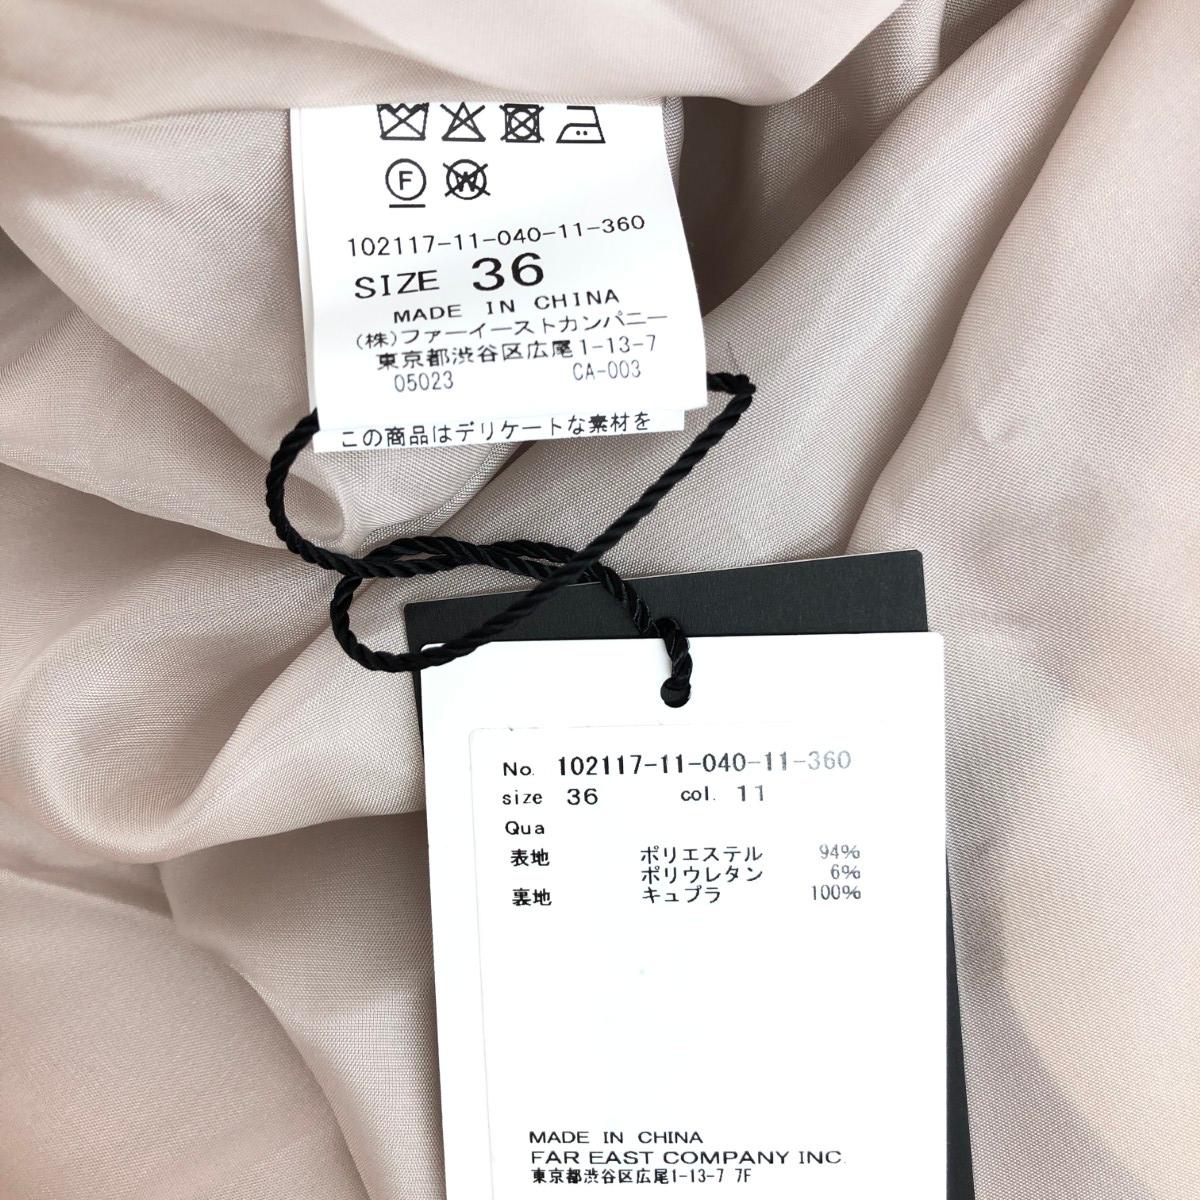 F
W
102117-11-040-11-360
SIZE 36
MADE IN CHINA
(株)ファーイーストカンパニー
東京都渋谷区広尾1-13-7
05023 CA-003
この商品はデリケートな素材を
No. 102117-11-040-11-360
size 36 col. 11
Qua
表地 ポリエステル 94%
ポリウレタン 6%
裏地 キュプラ 100%
MADE IN CHINA
FAR EAST COMPANY INC.
東京都渋谷区広尾1-13-7 7F